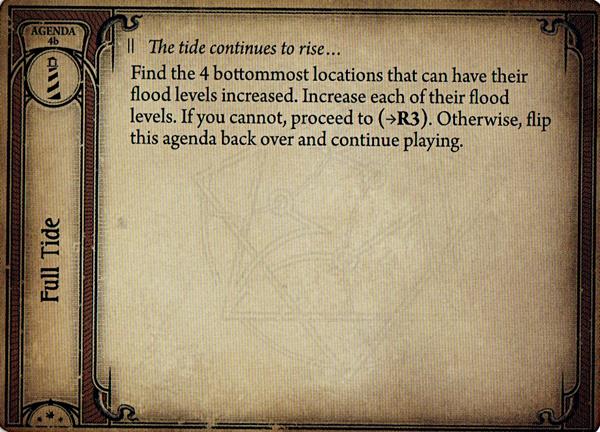 AGENDA
4b
Full Tide
|| The tide continues to rise…
Find the 4 bottommost locations that can have their
flood levels increased. Increase each of their flood
levels. If you cannot, proceed to (→R3). Otherwise, flip
this agenda back over and continue playing.